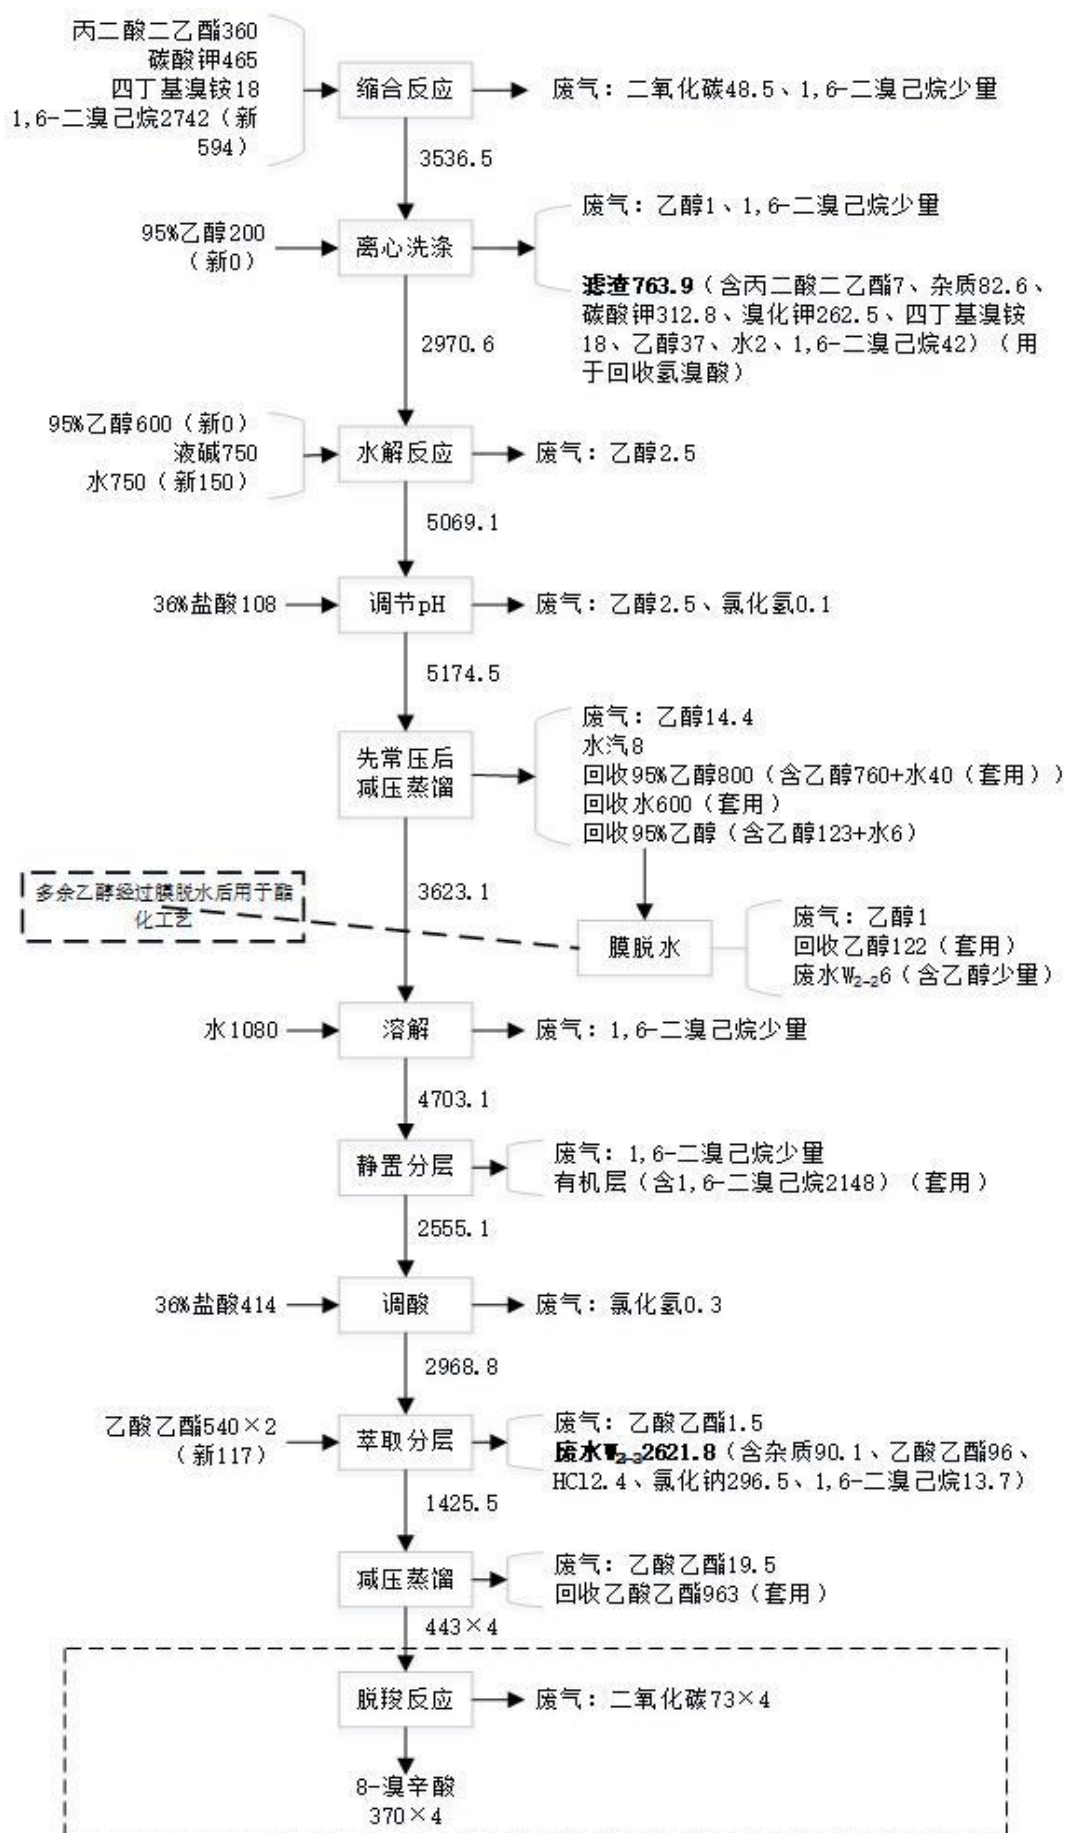 丙二酸二乙酯360
碳酸钾465
四丁基溴铵18
1,6-二溴己烷2742（新
594）
缩合反应
废气：二氧化碳48.5、1,6-二溴己烷少量
3536.5
95%乙醇200
（新0）
离心洗涤
废气：乙醇1、1,6-二溴己烷少量
滤渣763.9（含丙二酸二乙酯7、杂质82.6、
碳酸钾312.8、溴化钾262.5、四丁基溴铵
18、乙醇37、水2、1,6-二溴己烷42）（用
于回收氢溴酸）
2970.6
95%乙醇600（新0）
液碱750
水750（新150）
水解反应
废气：乙醇2.5
5069.1
36%盐酸108
调节pH
废气：乙醇2.5、氯化氢0.1
5174.5
先常压后
减压蒸馏
废气：乙醇14.4
水汽8
回收95%乙醇800（含乙醇760+水40（套用））
回收水600（套用）
回收95%乙醇（含乙醇123+水6）
3623.1
多余乙醇经过膜脱水后用于酯
化工艺
膜脱水
废气：乙醇1
回收乙醇122（套用）
废水W₂₋₂6（含乙醇少量）
水1080
溶解
废气：1,6-二溴己烷少量
4703.1
静置分层
废气：1,6-二溴己烷少量
有机层（含1,6-二溴己烷2148）（套用）
2555.1
36%盐酸414
调酸
废气：氯化氢0.3
2968.8
乙酸乙酯540×2
（新117）
萃取分层
废气：乙酸乙酯1.5
废水W₂₋₃2621.8（含杂质90.1、乙酸乙酯96、
HCl2.4、氯化钠296.5、1,6-二溴己烷13.7）
1425.5
减压蒸馏
废气：乙酸乙酯19.5
回收乙酸乙酯963（套用）
443×4
脱羧反应
废气：二氧化碳73×4
8-溴辛酸
370×4